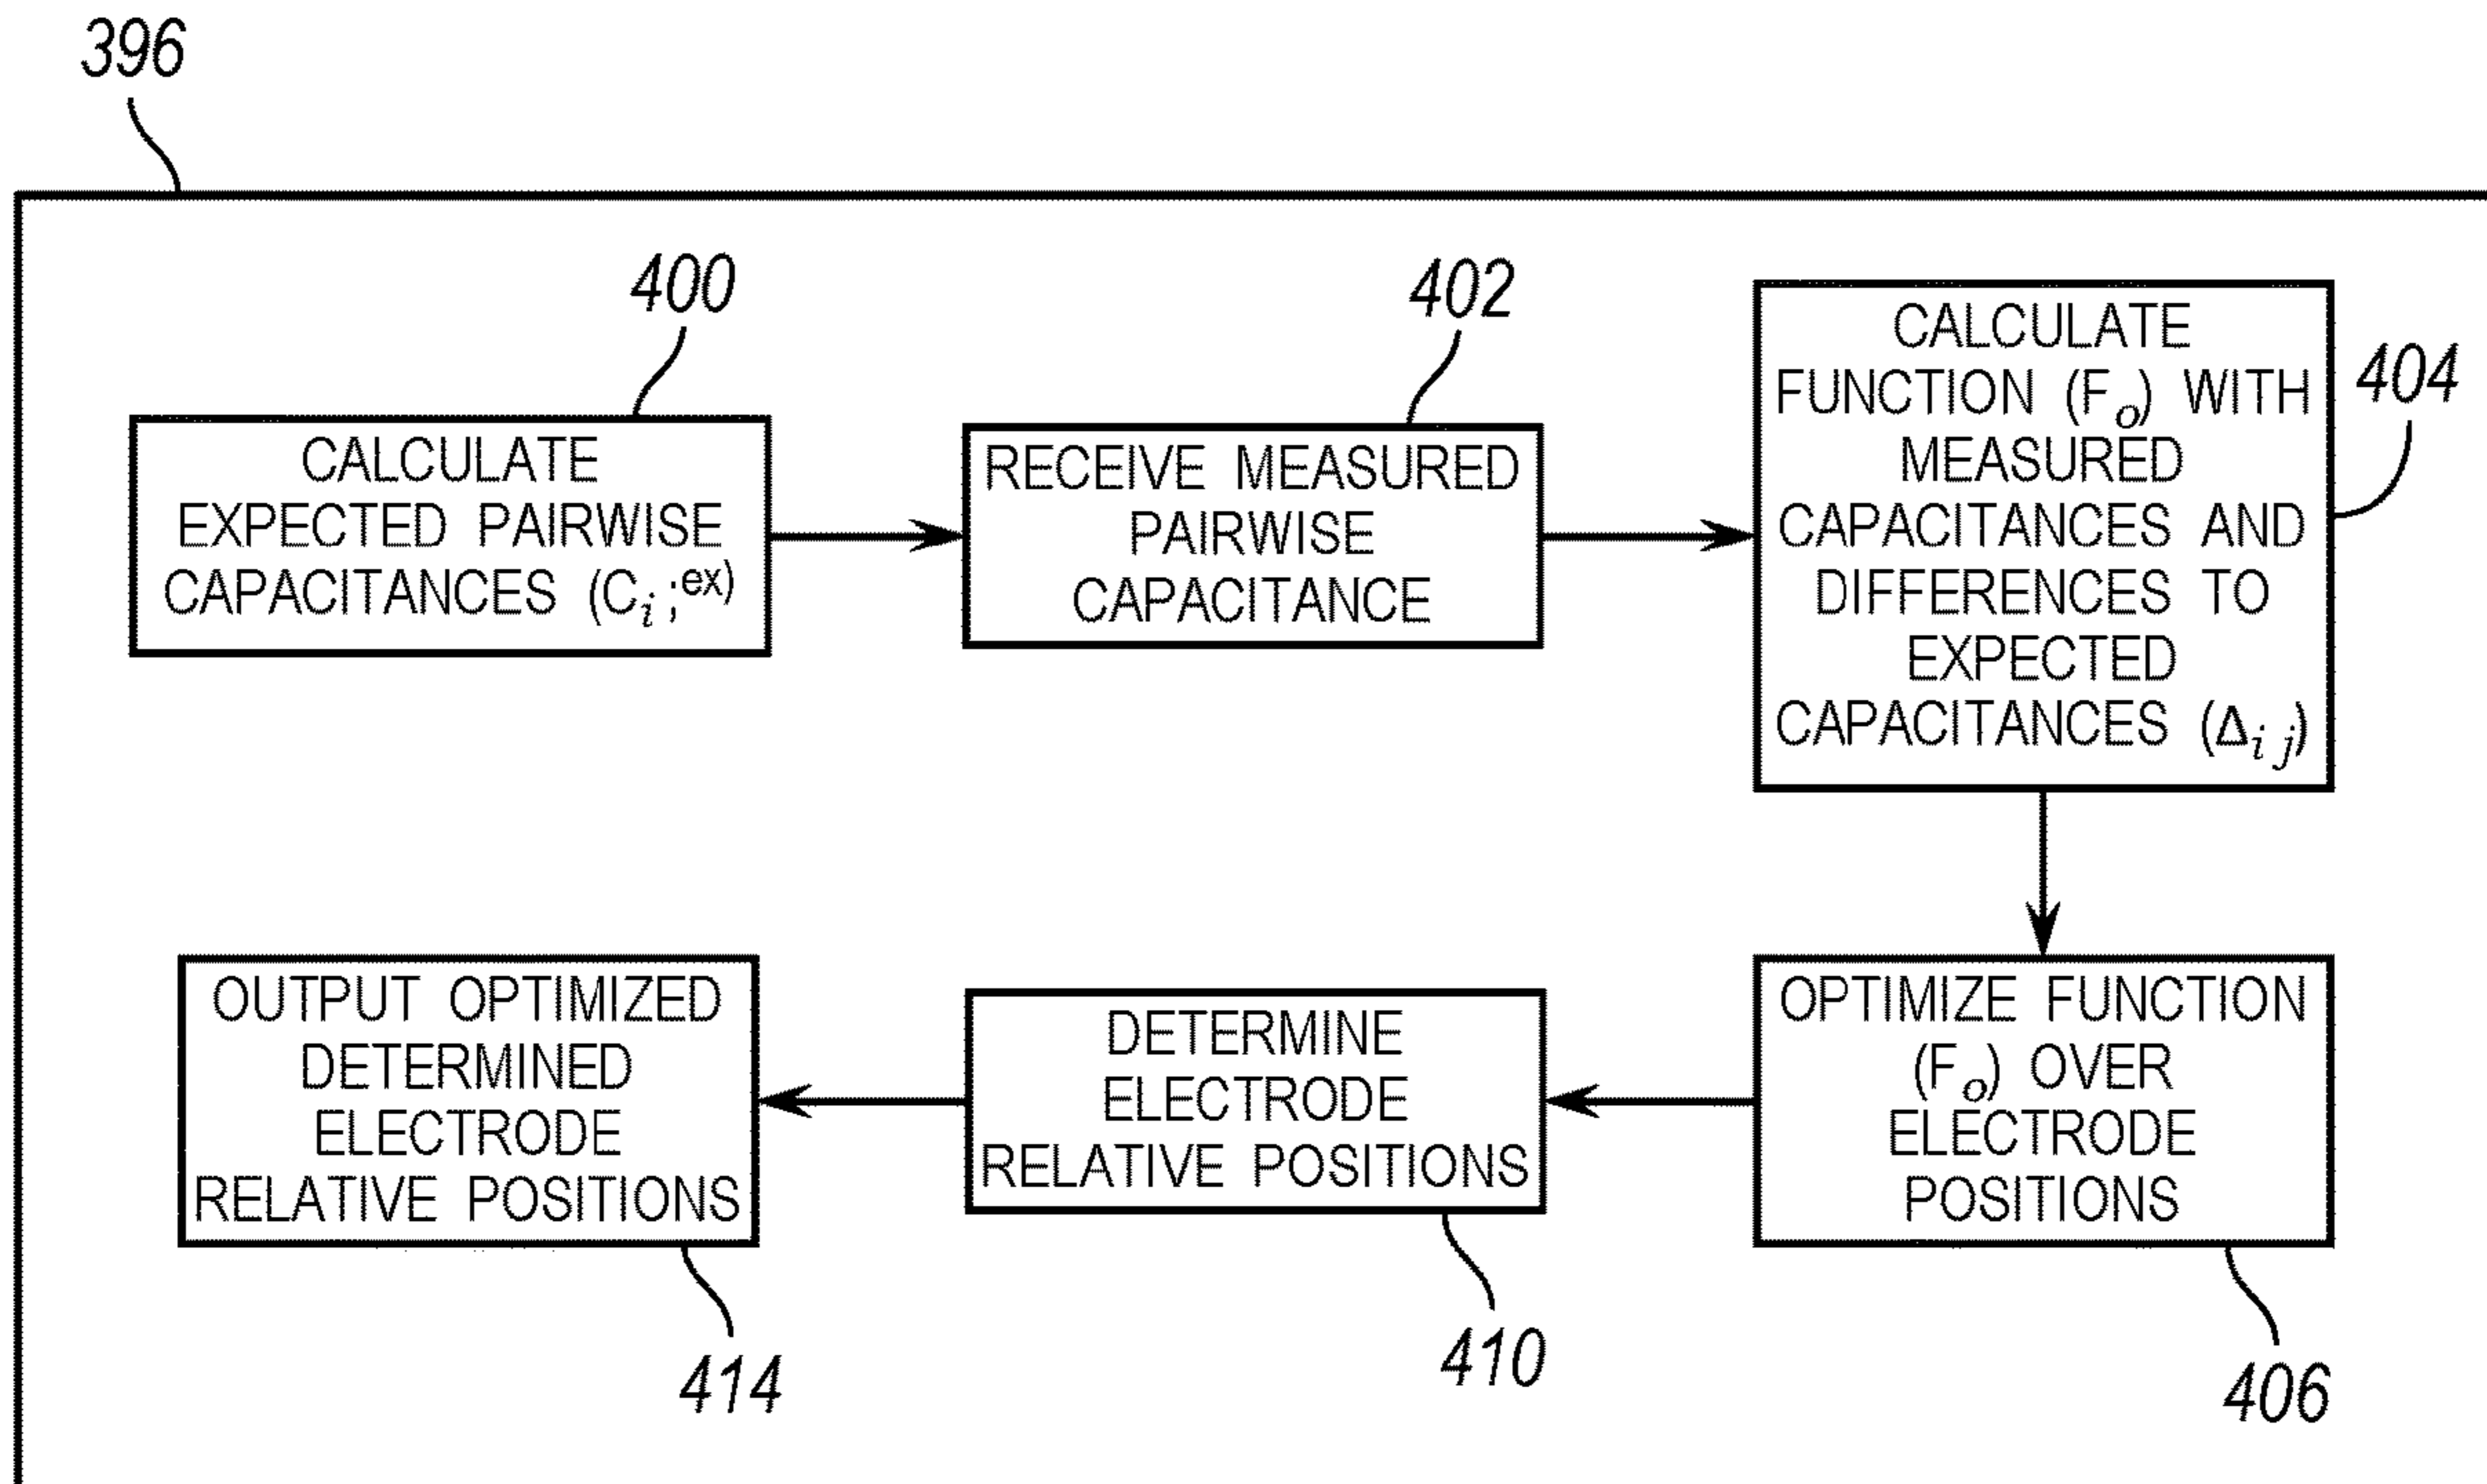 396
400
CALCULATE
EXPECTED PAIRWISE
CAPACITANCES (Ci ;ex)
402
RECEIVE MEASURED
PAIRWISE
CAPACITANCE
CALCULATE
FUNCTION (Fo) WITH
MEASURED
CAPACITANCES AND
DIFFERENCES TO
EXPECTED
CAPACITANCES (Δi j)
404
OPTIMIZE FUNCTION
(Fo) OVER
ELECTRODE
POSITIONS
406
DETERMINE
ELECTRODE
RELATIVE POSITIONS
410
OUTPUT OPTIMIZED
DETERMINED
ELECTRODE
RELATIVE POSITIONS
414